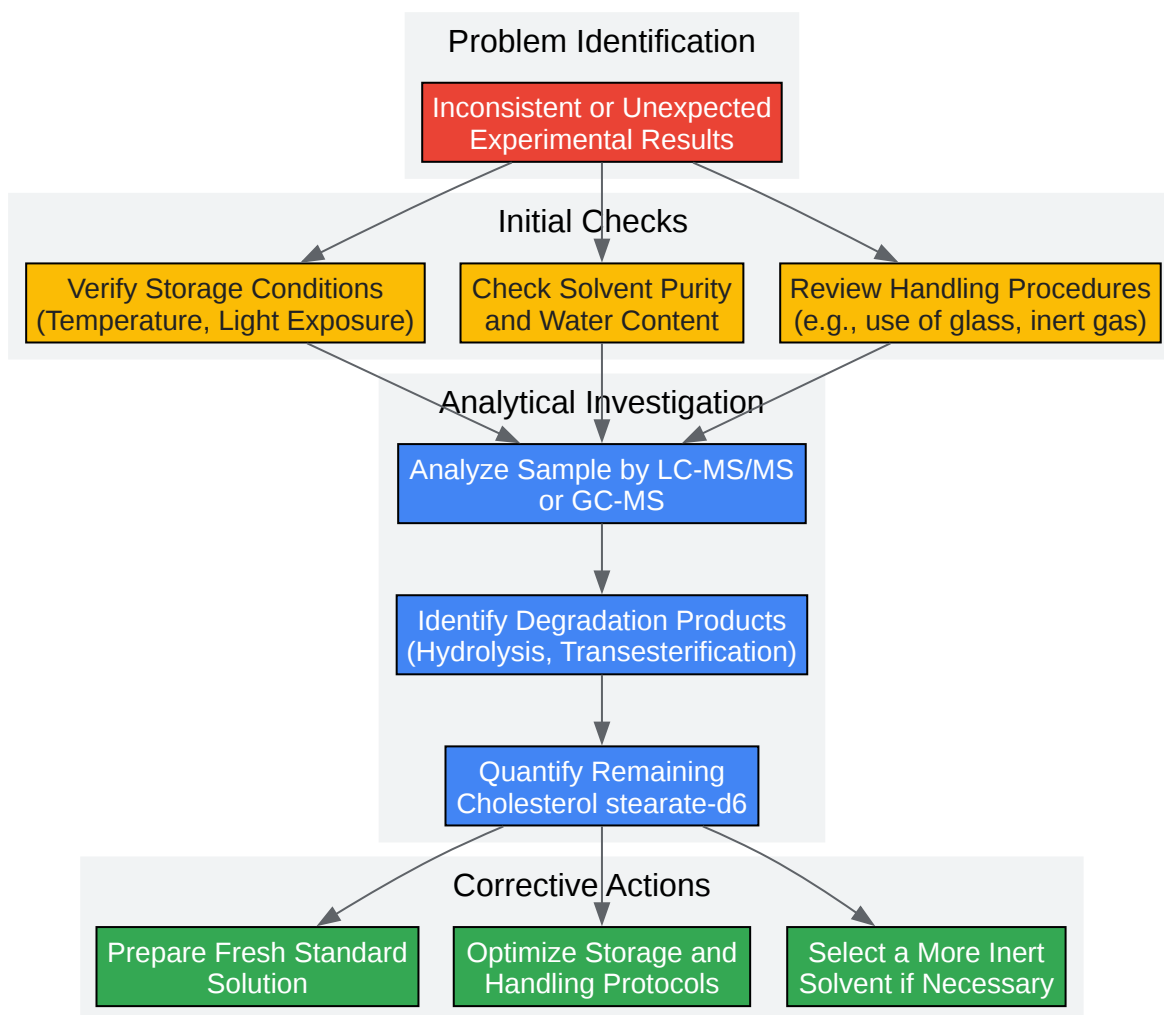 Problem Identification
Inconsistent or Unexpected
Experimental Results
Initial Checks
Verify Storage Conditions
(Temperature, Light Exposure)
Check Solvent Purity
and Water Content
Review Handling Procedures
(e.g., use of glass, inert gas)
Analytical Investigation
Analyze Sample by LC-MS/MS
or GC-MS
Identify Degradation Products
(Hydrolysis, Transesterification)
Quantify Remaining
Cholesterol stearate-d6
Corrective Actions
Prepare Fresh Standard
Solution
Optimize Storage and
Handling Protocols
Select a More Inert
Solvent if Necessary